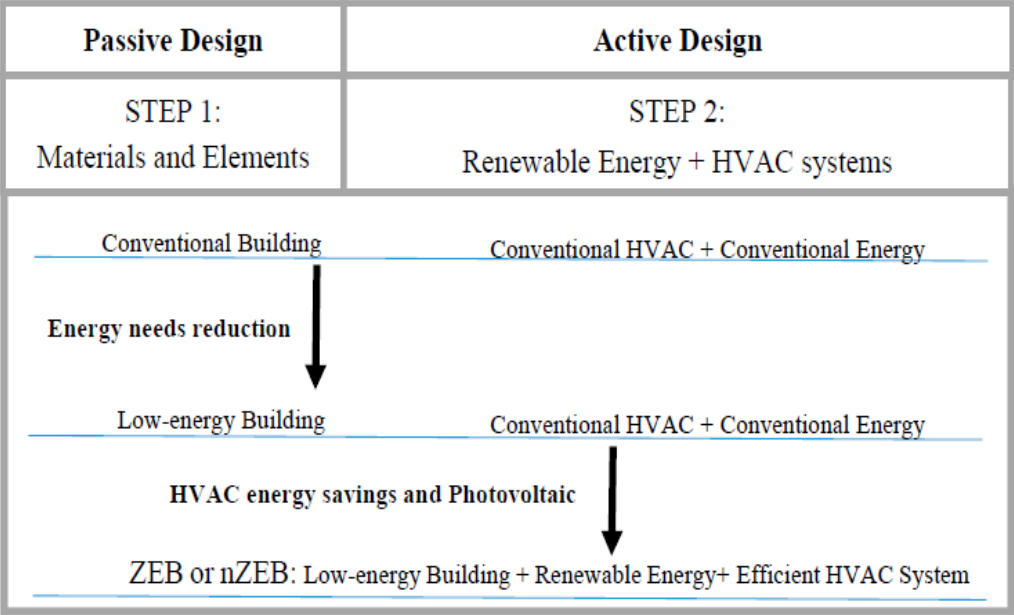 Passive Design
Active Design
STEP 1:
Materials and Elements
STEP 2:
Renewable Energy + HVAC systems
Conventional Building
Conventional HVAC + Conventional Energy
Energy needs reduction
Low-energy Building
Conventional HVAC + Conventional Energy
HVAC energy savings and Photovoltaic
ZEB or nZEB: Low-energy Building + Renewable Energy+ Efficient HVAC System